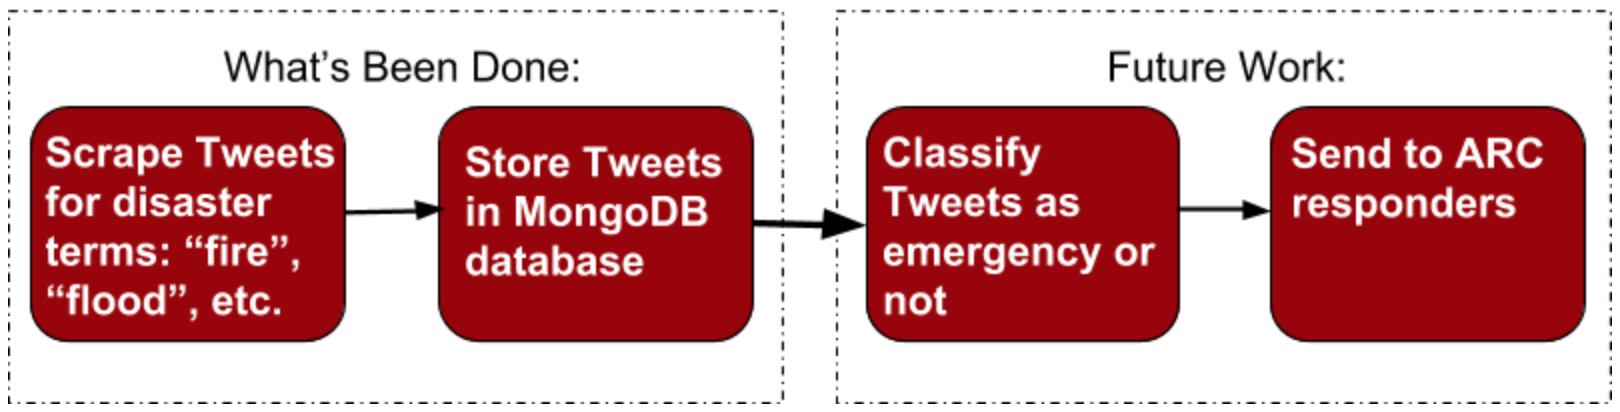 What’s Been Done:
Scrape Tweets
for disaster
terms: “fire”,
“flood”, etc.
Store Tweets
in MongoDB
database
Future Work:
Classify
Tweets as
emergency or
not
Send to ARC
responders